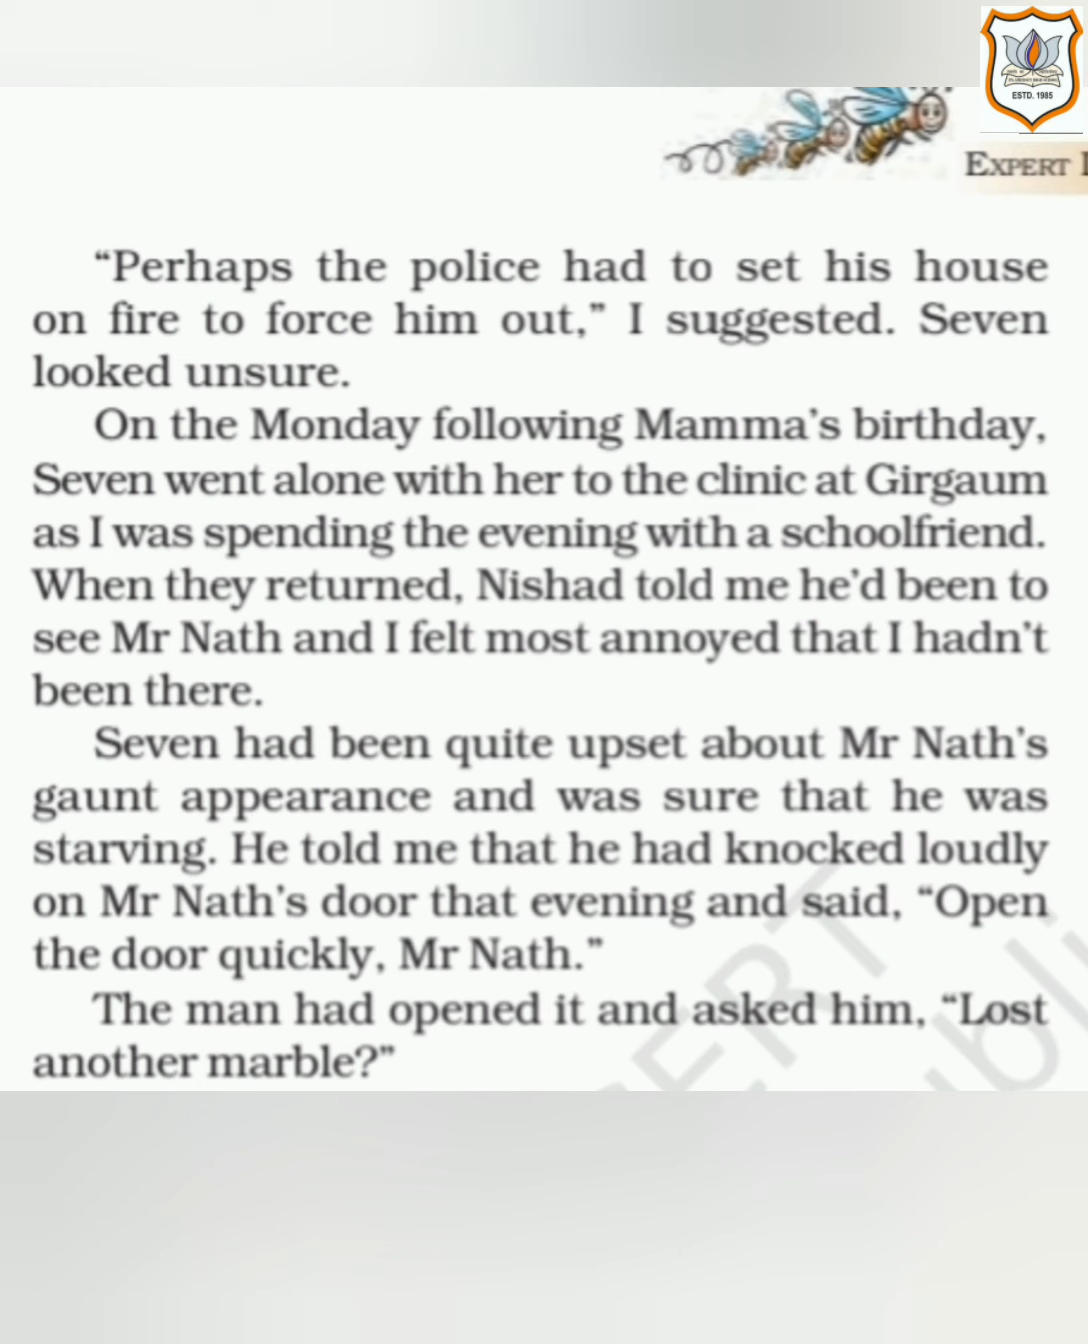 ESTD. 1985
EXPERT
“Perhaps the police had to set his house
on fire to force him out,” I suggested. Seven
looked unsure.
On the Monday following Mamma’s birthday,
Seven went alone with her to the clinic at Girgaum
as I was spending the evening with a schoolfriend.
When they returned, Nishad told me he’d been to
see Mr Nath and I felt most annoyed that I hadn’t
been there.
Seven had been quite upset about Mr Nath’s
gaunt appearance and was sure that he was
starving. He told me that he had knocked loudly
on Mr Nath’s door that evening and said, “Open
the door quickly, Mr Nath.”
The man had opened it and asked him, “Lost
another marble?”